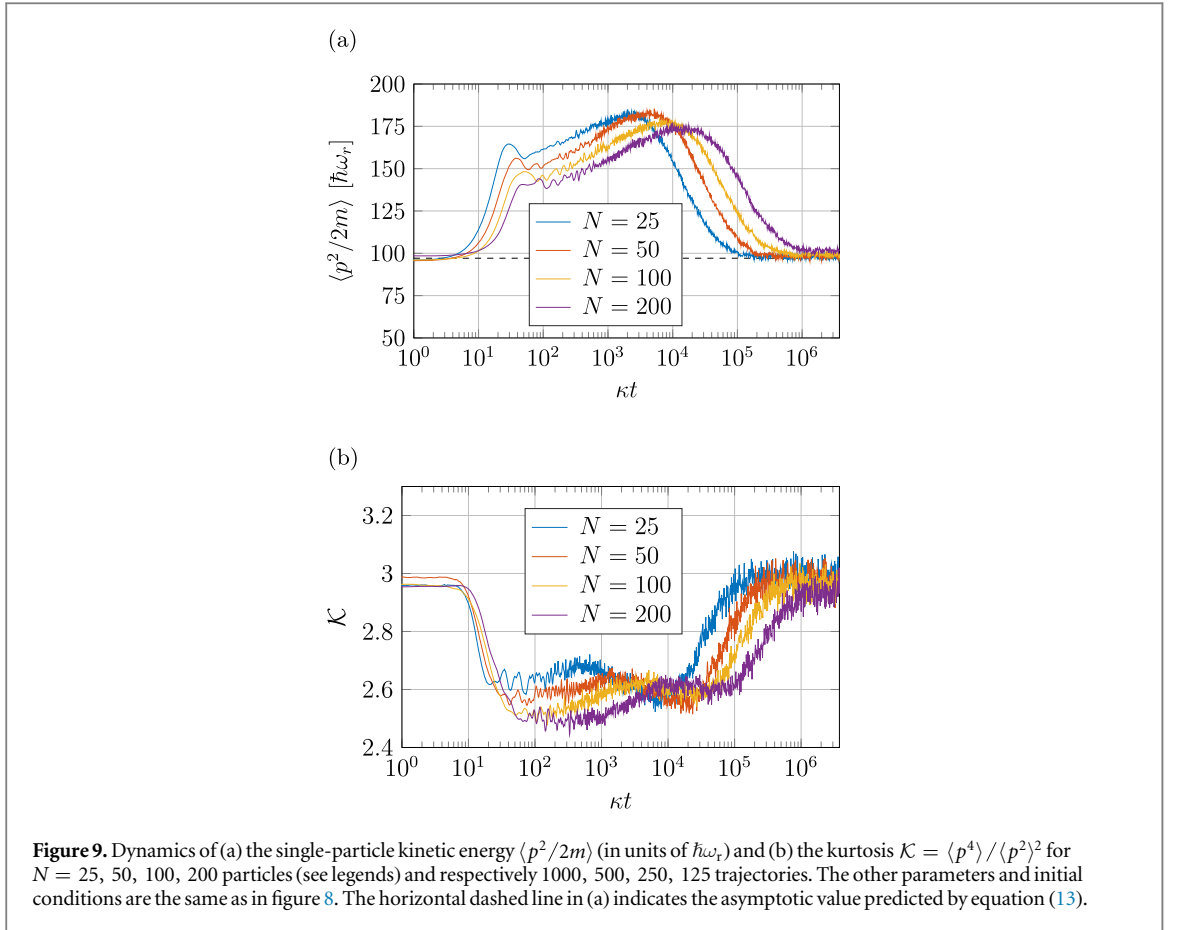 (a)
200
175
150
125
100
75
50
⟨p²/2m⟩ [ħω_r]
N = 25
N = 50
N = 100
N = 200
10⁰ 10¹ 10² 10³ 10⁴ 10⁵ 10⁶
κt
(b)
3.2
3
2.8
2.6
2.4
𝒦
N = 25
N = 50
N = 100
N = 200
10⁰ 10¹ 10² 10³ 10⁴ 10⁵ 10⁶
κt
Figure 9. Dynamics of (a) the single-particle kinetic energy ⟨p²/2m⟩ (in units of ħω_r) and (b) the kurtosis 𝒦 = ⟨p⁴⟩/⟨p²⟩² for
N = 25, 50, 100, 200 particles (see legends) and respectively 1000, 500, 250, 125 trajectories. The other parameters and initial
conditions are the same as in figure 8. The horizontal dashed line in (a) indicates the asymptotic value predicted by equation (13).